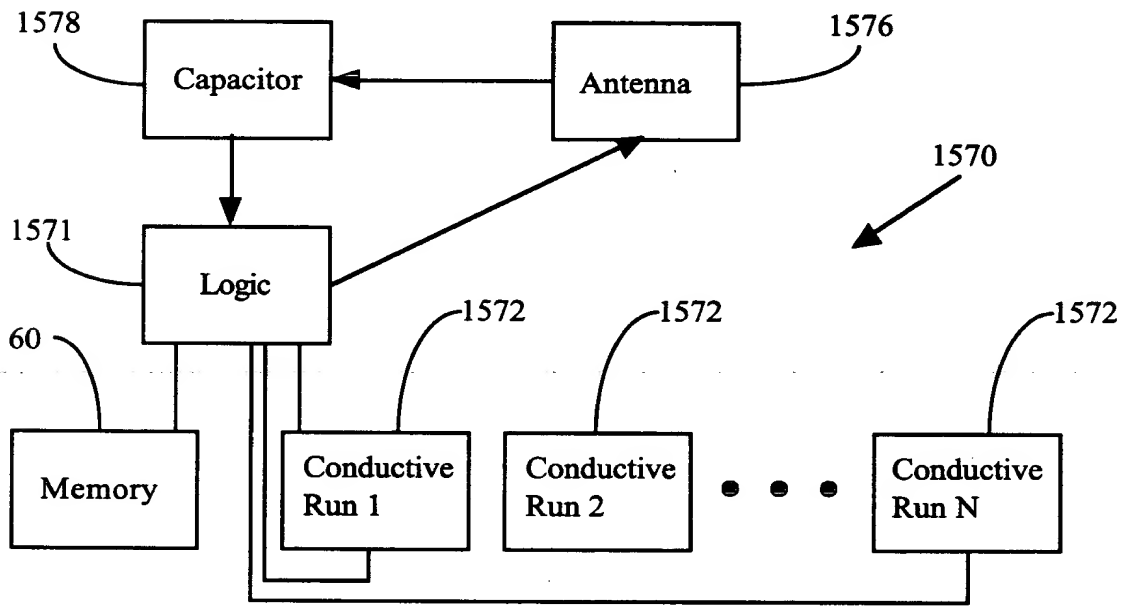 1578
1576
Capacitor
Antenna
1570
1571
Logic
1572
1572
1572
60
Memory
Conductive
Run 1
Conductive
Run 2
Conductive
Run N